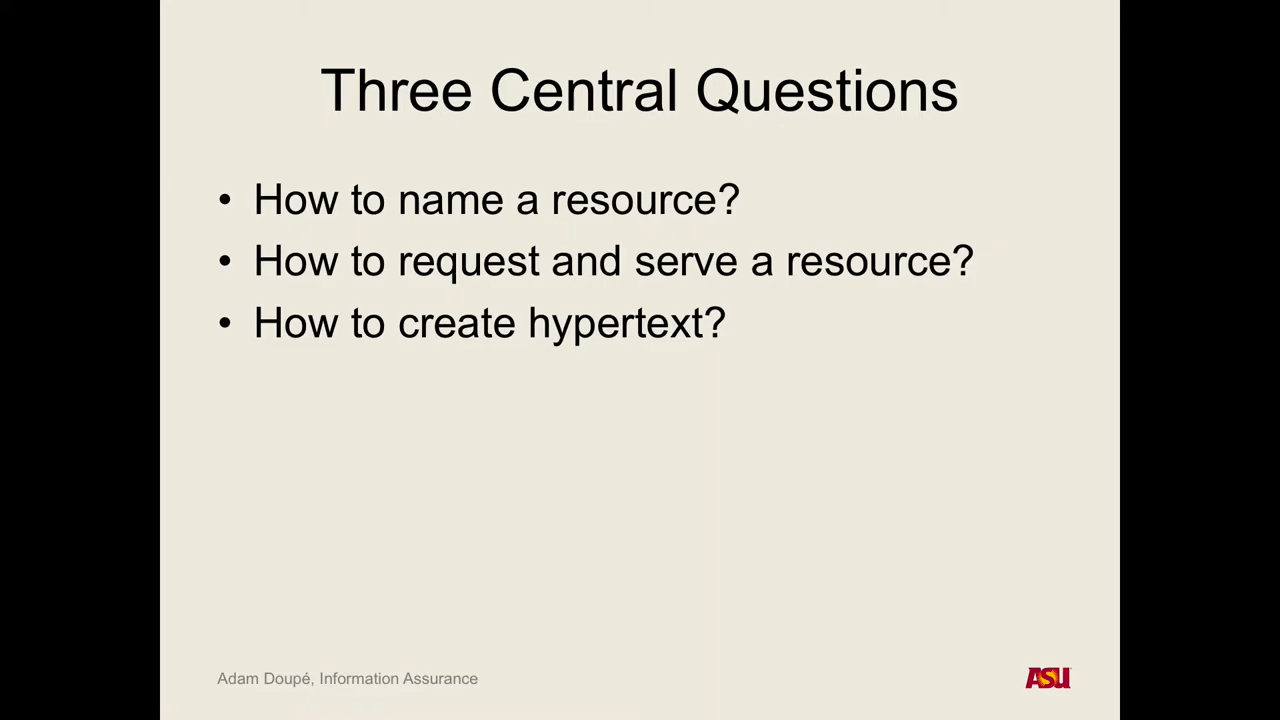 Three Central Questions
• How to name a resource?
• How to request and serve a resource?
• How to create hypertext?
Adam Doupé, Information Assurance
ASU